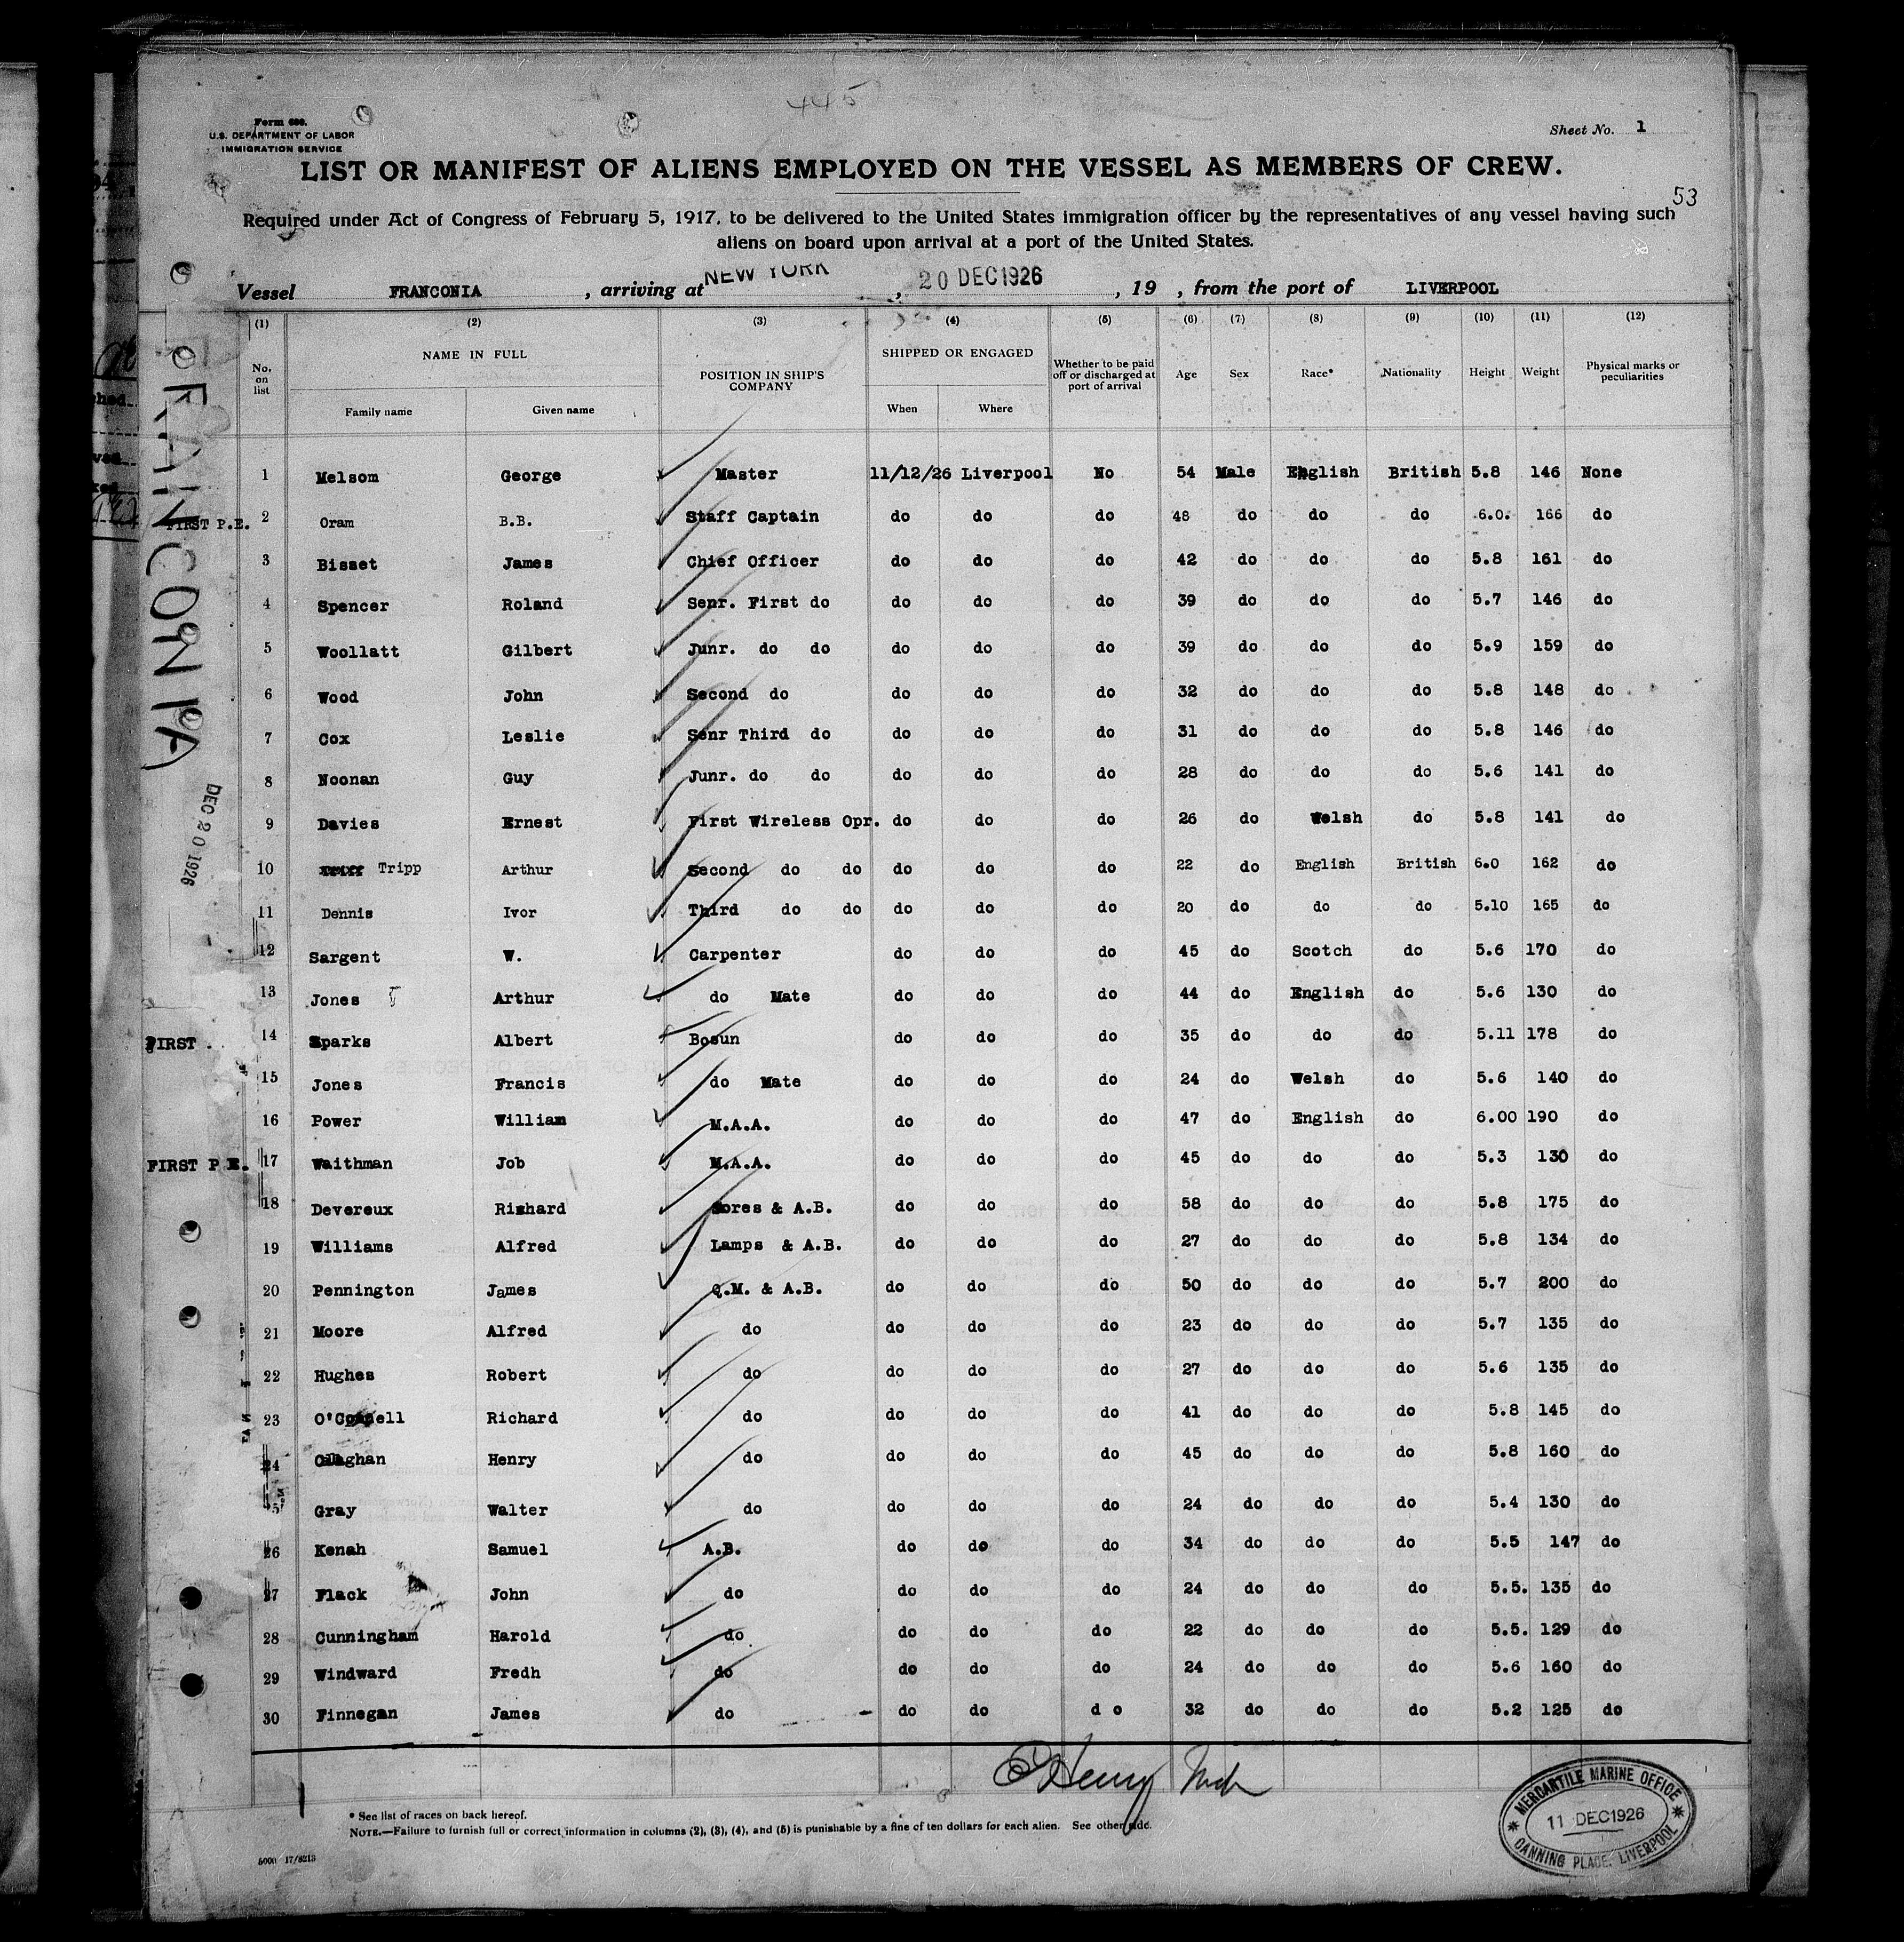 445
Form 680.
U.S. DEPARTMENT OF LABOR
IMMIGRATION SERVICE
Sheet No. 1
LIST OR MANIFEST OF ALIENS EMPLOYED ON THE VESSEL AS MEMBERS OF CREW.
53
Required under Act of Congress of February 5, 1917, to be delivered to the United States immigration officer by the representatives of any vessel having such
aliens on board upon arrival at a port of the United States.
Vessel FRANCONIA, arriving at NEW YORK, 20 DEC 1926, 19 , from the port of LIVERPOOL
(1) (2) (3) (4) (5) (6) (7) (8) (9) (10) (11) (12)
No. on list NAME IN FULL POSITION IN SHIP'S COMPANY SHIPPED OR ENGAGED Whether to be paid off or discharged at port of arrival Age Sex Race* Nationality Height Weight Physical marks or peculiarities
Family name Given name When Where
1 Melsom George Master 11/12/26 Liverpool No 54 Male English British 5.8 146 None
FIRST P.E. 2 Oram B.B. Staff Captain do do do 48 do do do 6.0. 166 do
3 Bisset James Chief Officer do do do 42 do do do 5.8 161 do
4 Spencer Roland Senr. First do do do do 39 do do do 5.7 146 do
5 Woollatt Gilbert Junr. do do do do do 39 do do do 5.9 159 do
6 Wood John Second do do do do 32 do do do 5.8 148 do
7 Cox Leslie Senr Third do do do do 31 do do do 5.8 146 do
8 Noonan Guy Junr. do do do do do 28 do do do 5.6 141 do
9 Davies Ernest First Wireless Opr. do do do 26 do Welsh do 5.8 141 do
10 Tripp Arthur Second do do do do do 22 do English British 6.0 162 do
11 Dennis Ivor Third do do do do do 20 do do do 5.10 165 do
12 Sargent W. Carpenter do do do 45 do Scotch do 5.6 170 do
13 Jones Arthur do Mate do do do 44 do English do 5.6 130 do
FIRST . 14 Sparks Albert Bosun do do do 35 do do do 5.11 178 do
15 Jones Francis do Mate do do do 24 do Welsh do 5.6 140 do
16 Power William M.A.A. do do do 47 do English do 6.00 190 do
FIRST P E. 17 Waithman Job M.A.A. do do do 45 do do do 5.3 130 do
18 Devereux Rishard Sores & A.B. do do do 58 do do do 5.8 175 do
19 Williams Alfred Lamps & A.B. do do do 27 do do do 5.8 134 do
20 Pennington James Q.M. & A.B. do do do 50 do do do 5.7 200 do
21 Moore Alfred do do do do 23 do do do 5.7 135 do
22 Hughes Robert do do do do 27 do do do 5.6 135 do
23 O'Connell Richard do do do do 41 do do do 5.8 145 do
24 Callaghan Henry do do do do 45 do do do 5.8 160 do
5 Gray Walter do do do do 24 do do do 5.4 130 do
26 Kenah Samuel A.B. do do do 34 do do do 5.5 147 do
27 Flack John do do do do 24 do do do 5.5. 135 do
28 Cunningham Harold do do do do 22 do do do 5.5. 129 do
29 Windward Fredh do do do do 24 do do do 5.6 160 do
30 Finnegan James do do do d o 32 do do do 5.2 125 do
FRANCONIA
DEC 20 1926
Henry
* See list of races on back hereof.
NOTE.—Failure to furnish full or correct information in columns (2), (3), (4), and (5) is punishable by a fine of ten dollars for each alien. See other side.
5000 17/8213
MERCANTILE MARINE OFFICE
11 DEC 1926
CANNING PLACE. LIVERPOOL